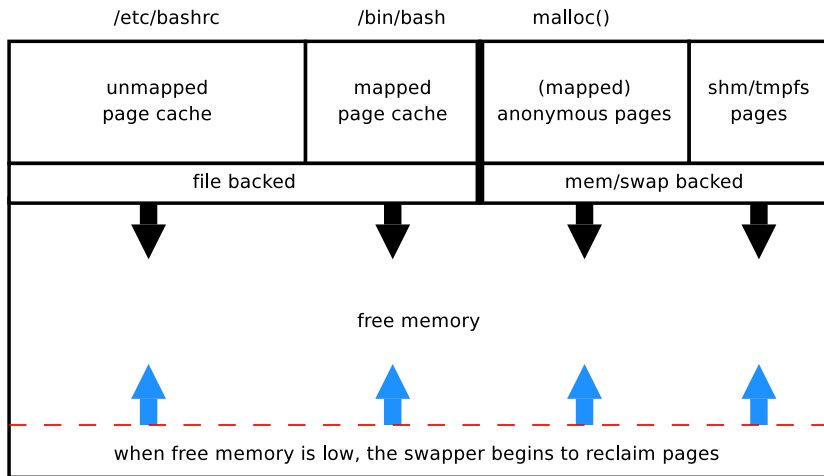 /etc/bashrc
/bin/bash
malloc()
unmapped
page cache
mapped
page cache
(mapped)
anonymous pages
shm/tmpfs
pages
file backed
mem/swap backed
free memory
when free memory is low, the swapper begins to reclaim pages